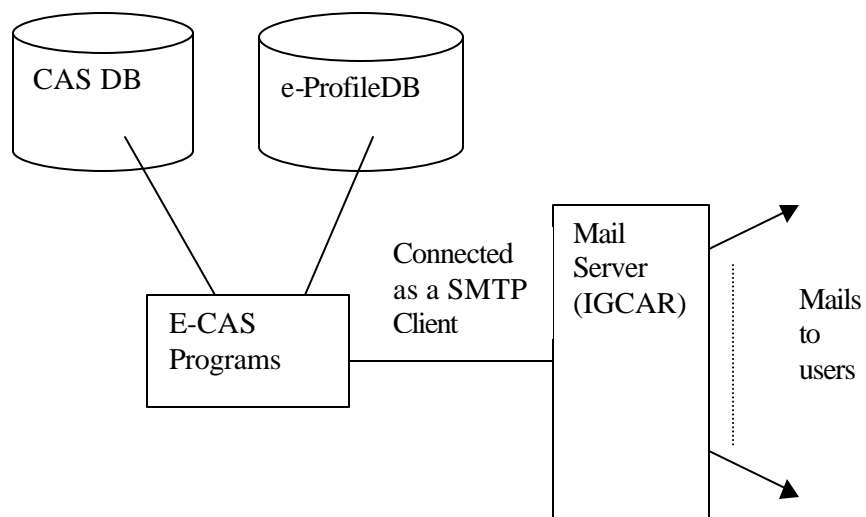 CAS DB
e-ProfileDB
E-CAS
Programs
Connected
as a SMTP
Client
Mail
Server
(IGCAR)
Mails
to
users